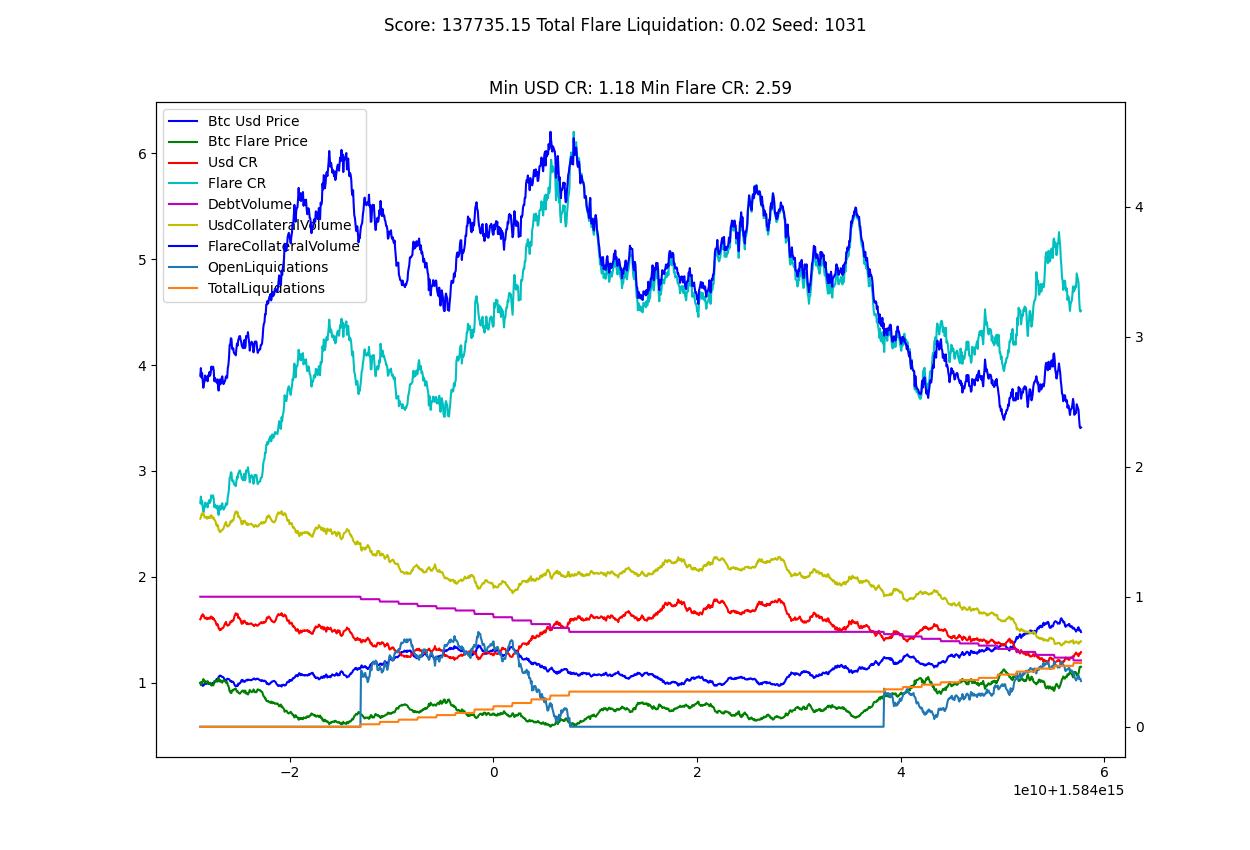 Score: 137735.15 Total Flare Liquidation: 0.02 Seed: 1031
Min USD CR: 1.18 Min Flare CR: 2.59
Btc Usd Price
Btc Flare Price
Usd CR
Flare CR
DebtVolume
UsdCollateralVolume
FlareCollateralVolume
OpenLiquidations
TotalLiquidations
6
5
4
3
2
1
4
3
2
1
0
−2
0
2
4
6
1e10+1.584e15